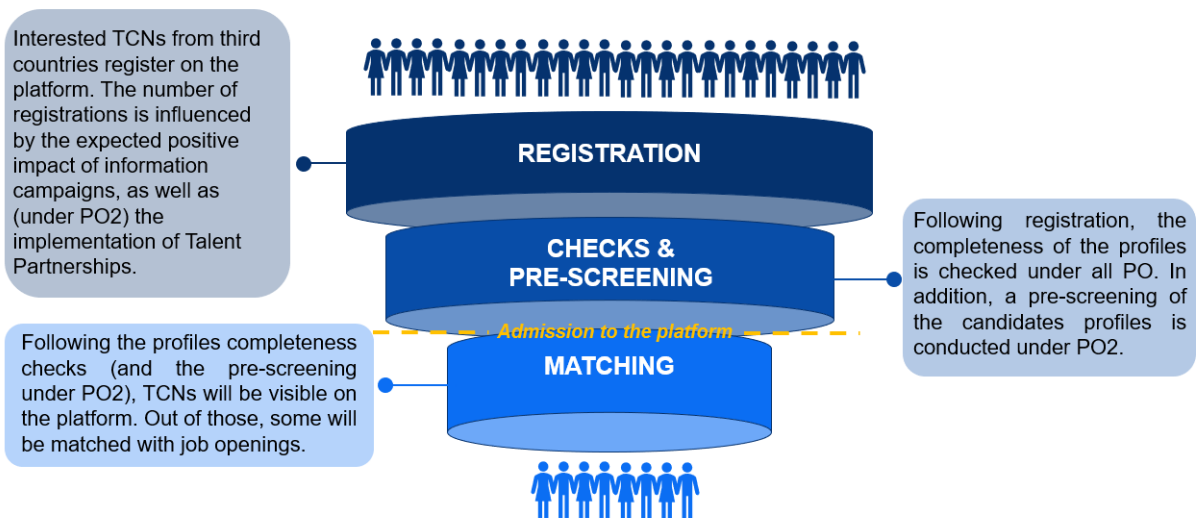 Interested TCNs from third
countries register on the
platform. The number of
registrations is influenced
by the expected positive
impact of information
campaigns, as well as
(under PO2) the
implementation of Talent
Partnerships.
REGISTRATION
CHECKS &
PRE-SCREENING
Following registration, the
completeness of the profiles
is checked under all PO. In
addition, a pre-screening of
the candidates profiles is
conducted under PO2.
Admission to the platform
MATCHING
Following the profiles completeness
checks (and the pre-screening
under PO2), TCNs will be visible on
the platform. Out of those, some will
be matched with job openings.